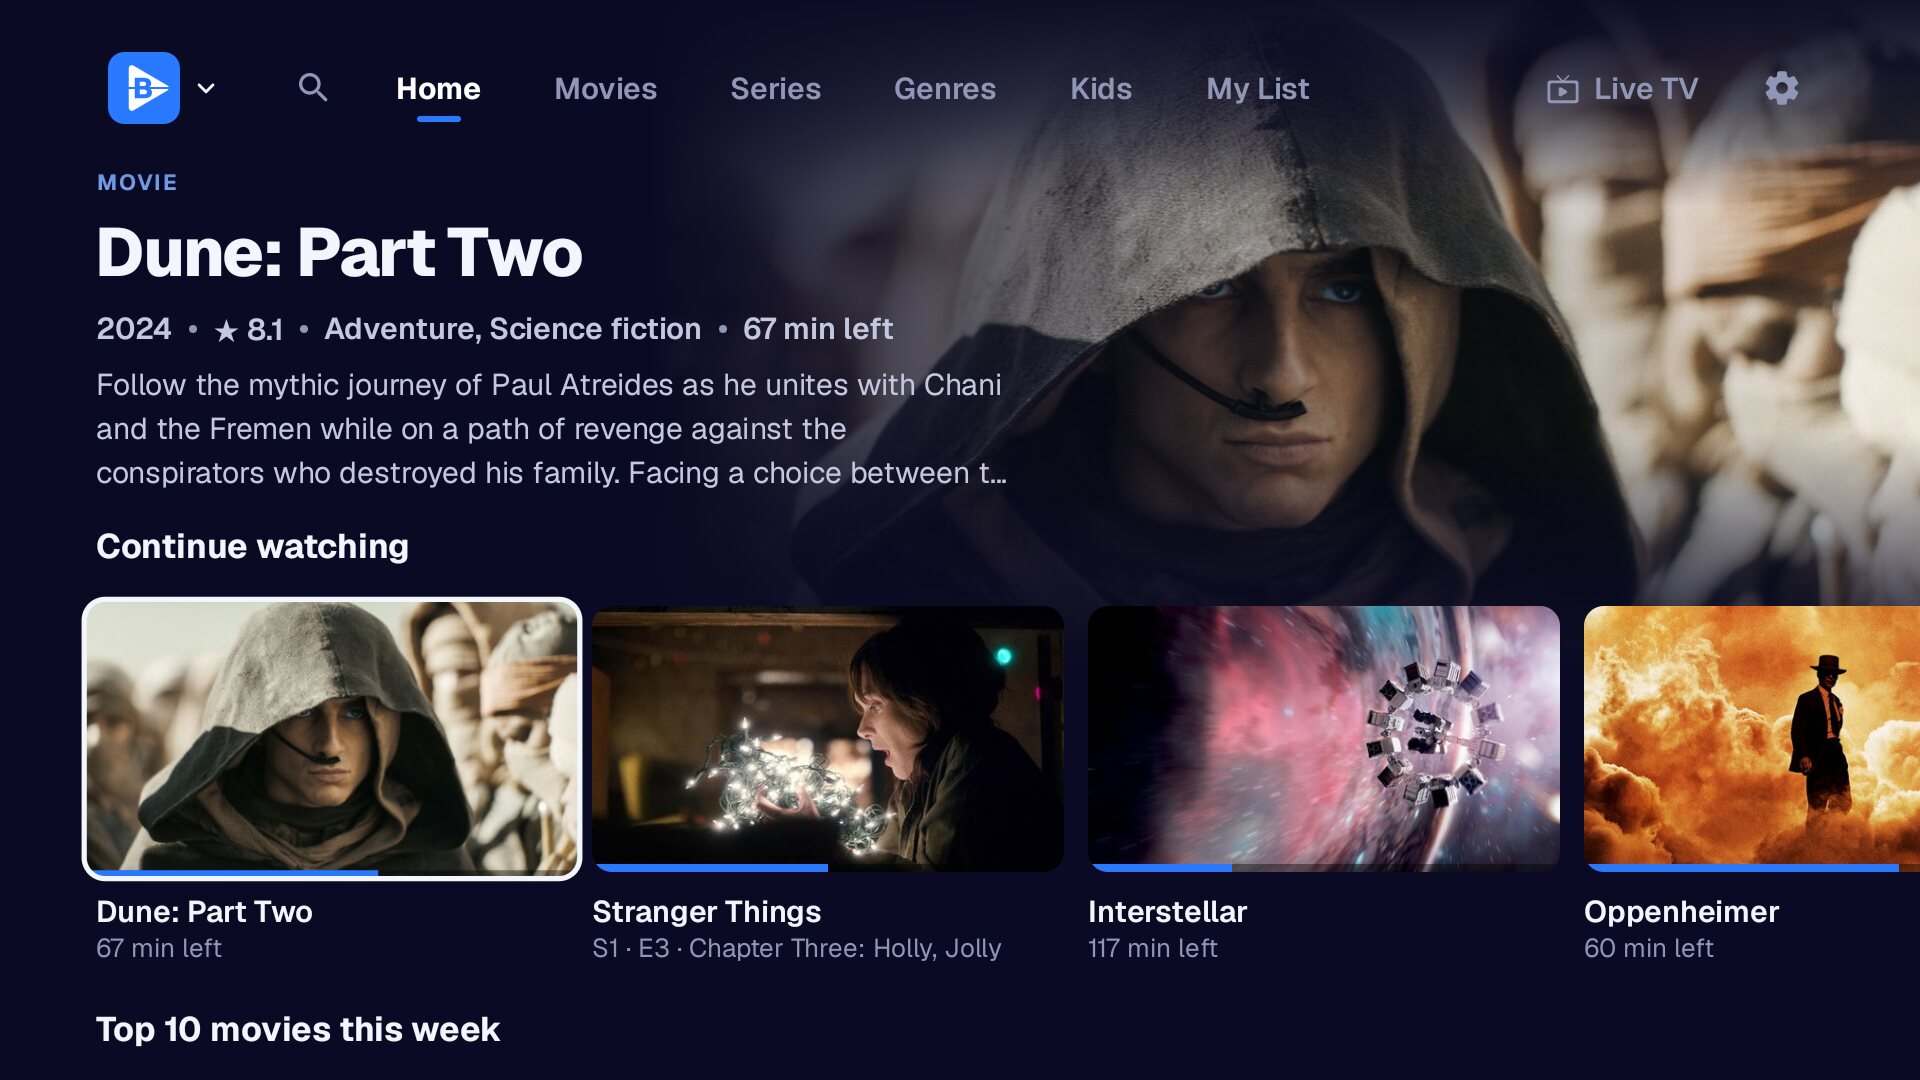 B
Home
Movies
Series
Genres
Kids
My List
Live TV
MOVIE
Dune: Part Two
2024 • ★ 8.1 • Adventure, Science fiction • 67 min left
Follow the mythic journey of Paul Atreides as he unites with Chani
and the Fremen while on a path of revenge against the
conspirators who destroyed his family. Facing a choice between t...
Continue watching
Dune: Part Two
67 min left
Stranger Things
S1 · E3 · Chapter Three: Holly, Jolly
Interstellar
117 min left
Oppenheimer
60 min left
Top 10 movies this week